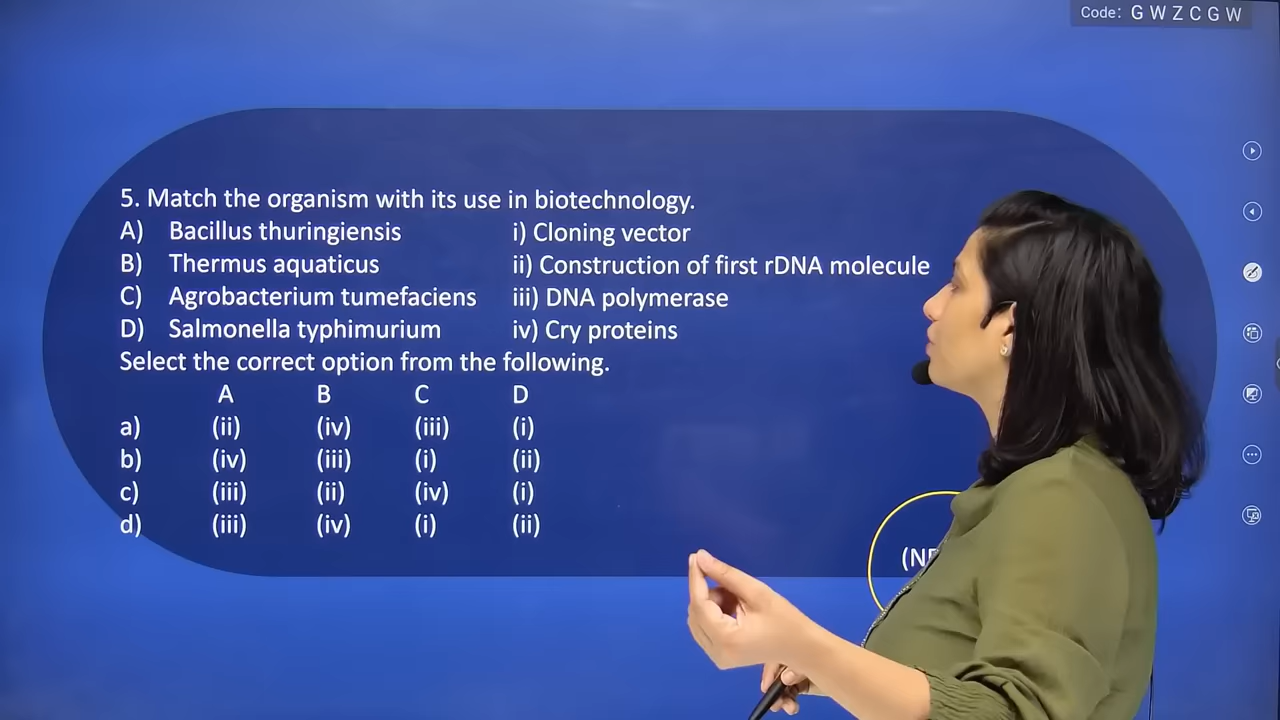 Code: G W Z C G W
5. Match the organism with its use in biotechnology.
A) Bacillus thuringiensis i) Cloning vector
B) Thermus aquaticus ii) Construction of first rDNA molecule
C) Agrobacterium tumefaciens iii) DNA polymerase
D) Salmonella typhimurium iv) Cry proteins
Select the correct option from the following.
A B C D
a) (ii) (iv) (iii) (i)
b) (iv) (iii) (i) (ii)
c) (iii) (ii) (iv) (i)
d) (iii) (iv) (i) (ii)